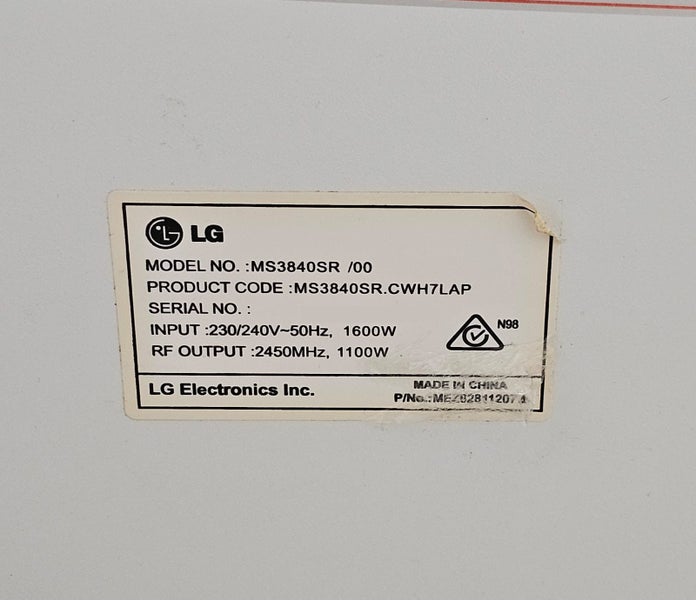 LG
MODEL NO. :MS3840SR /00
PRODUCT CODE :MS3840SR.CWH7LAP
SERIAL NO. :
INPUT :230/240V~50Hz, 1600W
N98
RF OUTPUT :2450MHz, 1100W
LG Electronics Inc.
MADE IN CHINA
P/No.: